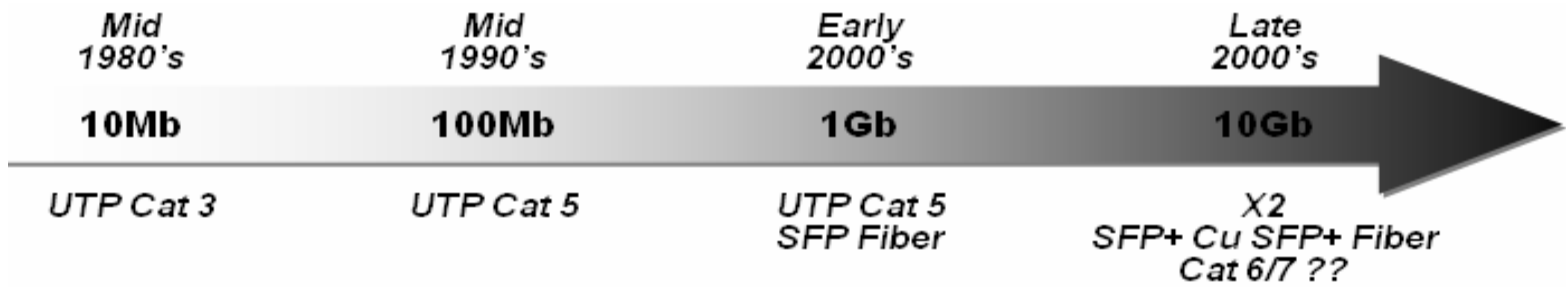 Mid
1980's
Mid
1990's
Early
2000's
Late
2000's
10Mb
100Mb
1Gb
10Gb
UTP Cat 3
UTP Cat 5
UTP Cat 5
SFP Fiber
X2
SFP+ Cu SFP+ Fiber
Cat 6/7 ??